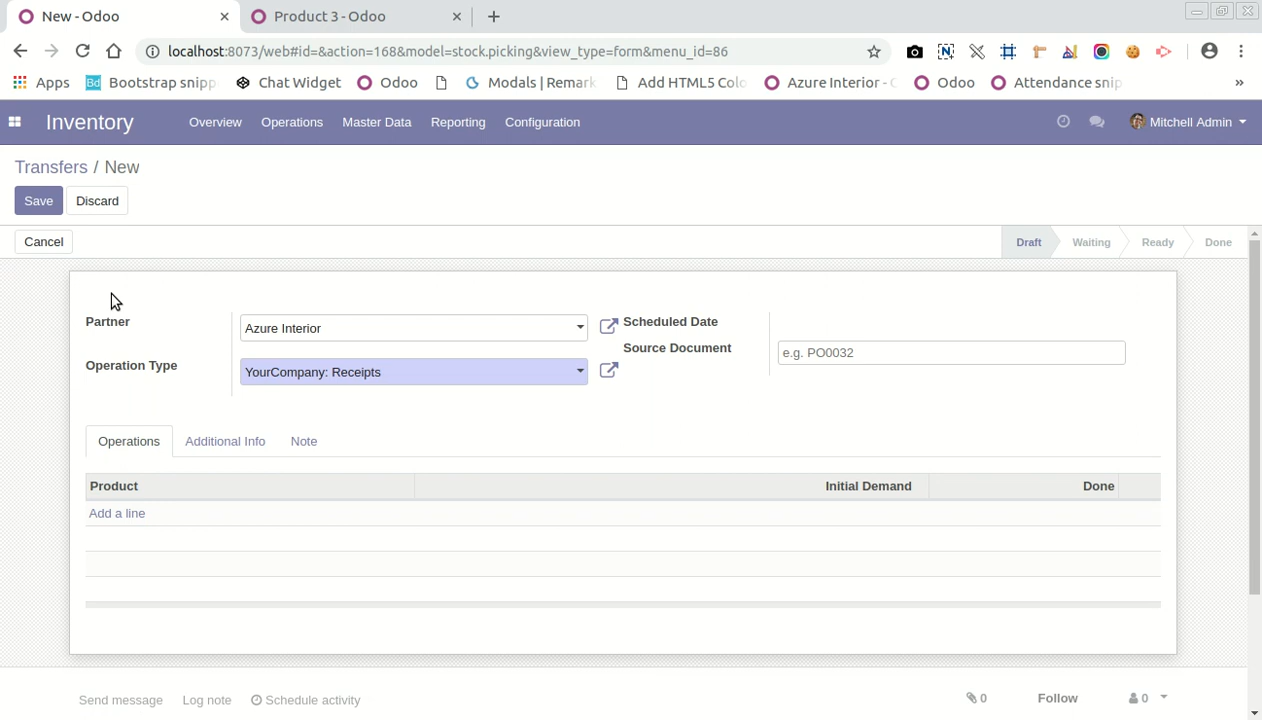 New - Odoo
Product 3 - Odoo
localhost:8073/web#id=&action=168&model=stock.picking&view_type=form&menu_id=86
Apps
Bd Bootstrap snipp
Chat Widget
Odoo
Modals | Remark
Add HTML5 Colo
Azure Interior - C
Odoo
Attendance snip
»
Inventory
Overview
Operations
Master Data
Reporting
Configuration
Mitchell Admin
Transfers / New
Save
Discard
Cancel
Draft
Waiting
Ready
Done
Partner
Azure Interior
Scheduled Date
Source Document
e.g. PO0032
Operation Type
YourCompany: Receipts
Operations
Additional Info
Note
Product
Initial Demand
Done
Add a line
Send message
Log note
Schedule activity
0
Follow
0